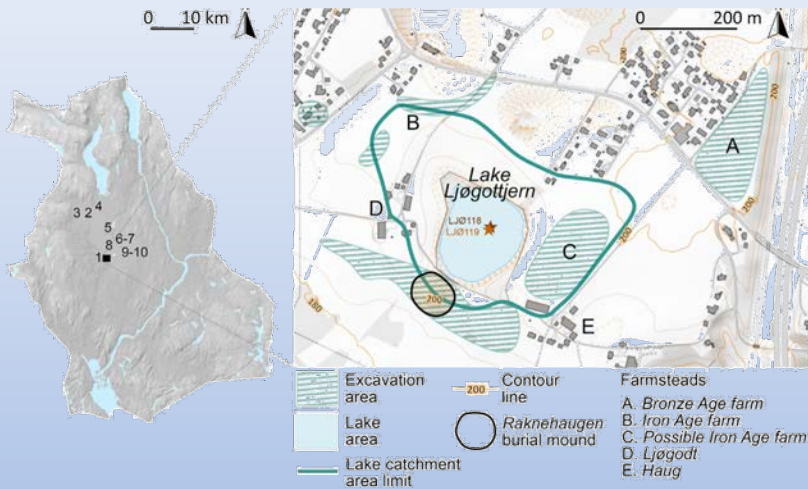 0 10 km
0 200 m
3 2 4
5
8 6-7
9-10
1
200
A
B
Lake
Ljøgottjern
LJØ118
LJØ119
D
C
200
200
200
180
E
Excavation
area
Lake
area
Lake catchment
area limit
200 Contour
line
Raknehaugen
burial mound
Farmsteads
A. Bronze Age farm
B. Iron Age farm
C. Possible Iron Age farm
D. Ljøgodt
E. Haug